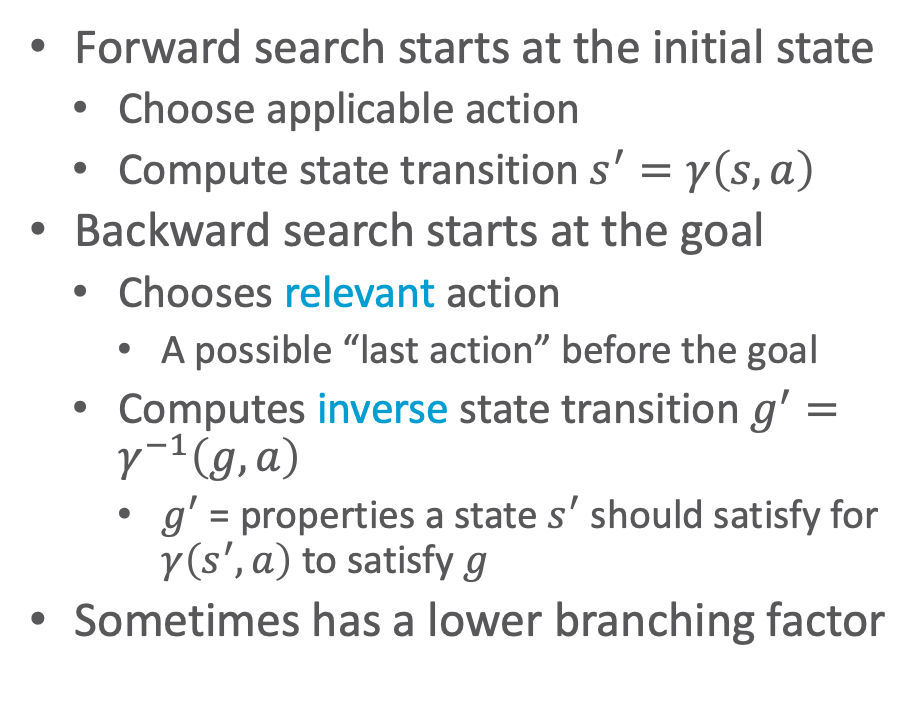 • Forward search starts at the initial state
• Choose applicable action
• Compute state transition 𝑠′ = 𝛾(𝑠, 𝑎)
• Backward search starts at the goal
• Chooses relevant action
• A possible “last action” before the goal
• Computes inverse state transition 𝑔′ =
𝛾⁻¹(𝑔, 𝑎)
• 𝑔′ = properties a state 𝑠′ should satisfy for
𝛾(𝑠′, 𝑎) to satisfy 𝑔
• Sometimes has a lower branching factor